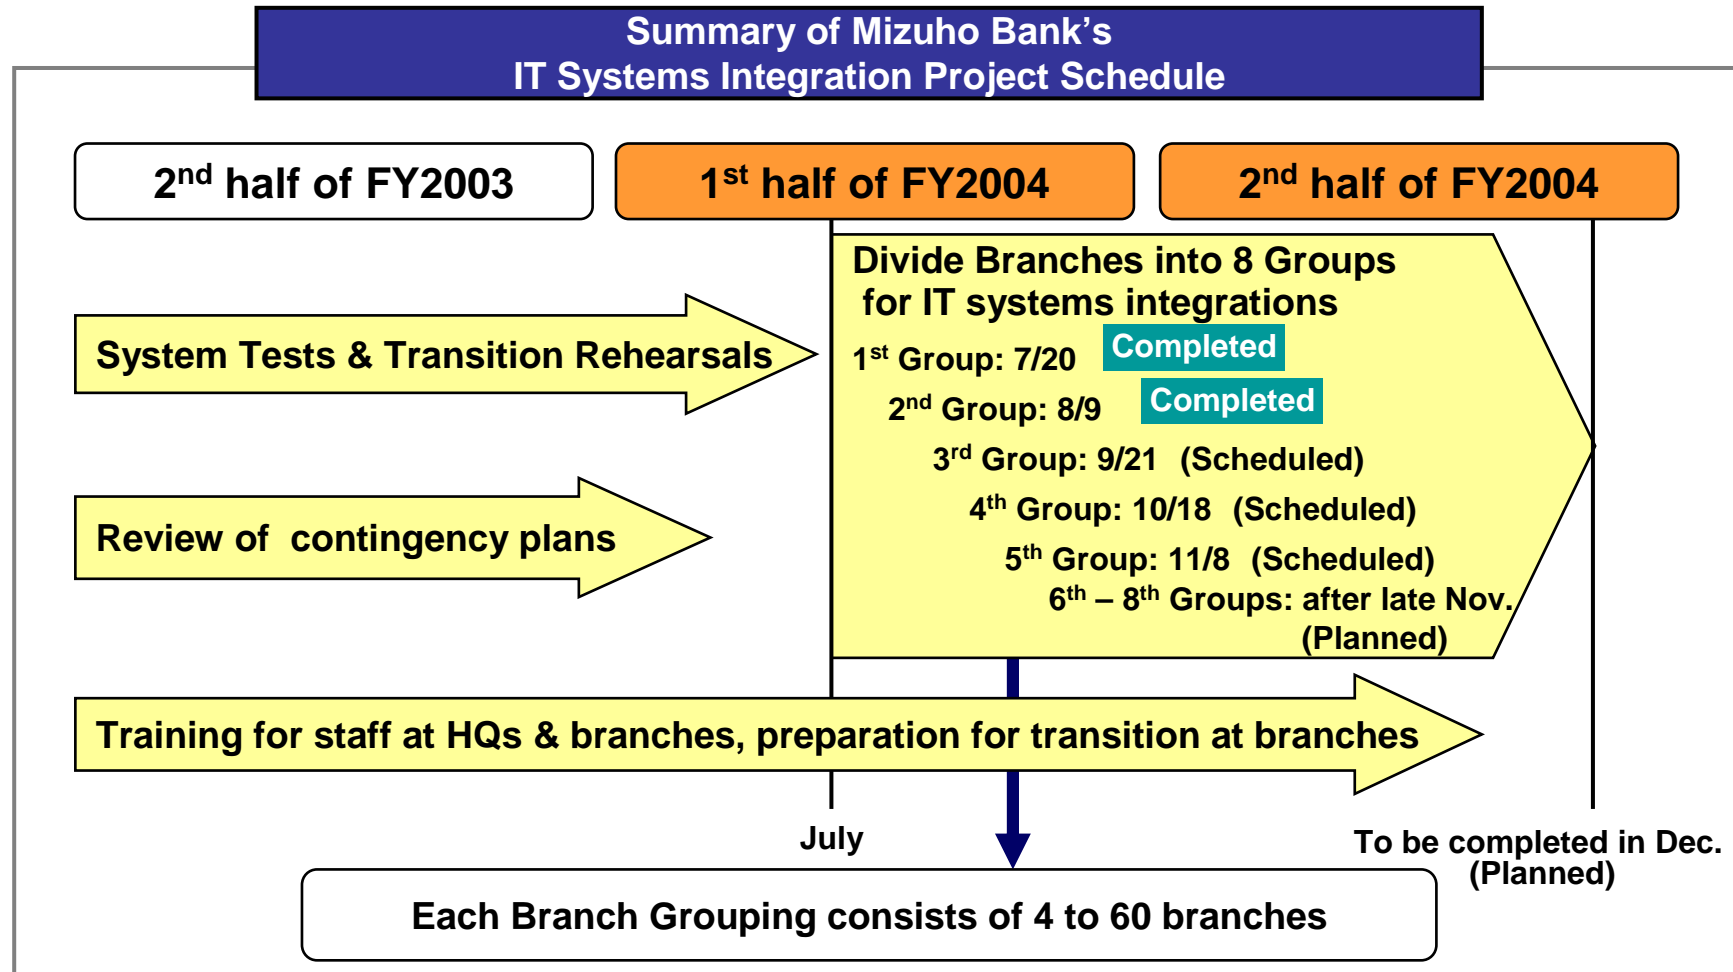 Summary of Mizuho Bank’s
IT Systems Integration Project Schedule
2nd half of FY2003
1st half of FY2004
2nd half of FY2004
Divide Branches into 8 Groups
for IT systems integrations
System Tests & Transition Rehearsals
1st Group: 7/20 Completed
2nd Group: 8/9 Completed
3rd Group: 9/21 (Scheduled)
4th Group: 10/18 (Scheduled)
Review of contingency plans
5th Group: 11/8 (Scheduled)
6th – 8th Groups: after late Nov.
(Planned)
Training for staff at HQs & branches, preparation for transition at branches
July
To be completed in Dec.
(Planned)
Each Branch Grouping consists of 4 to 60 branches